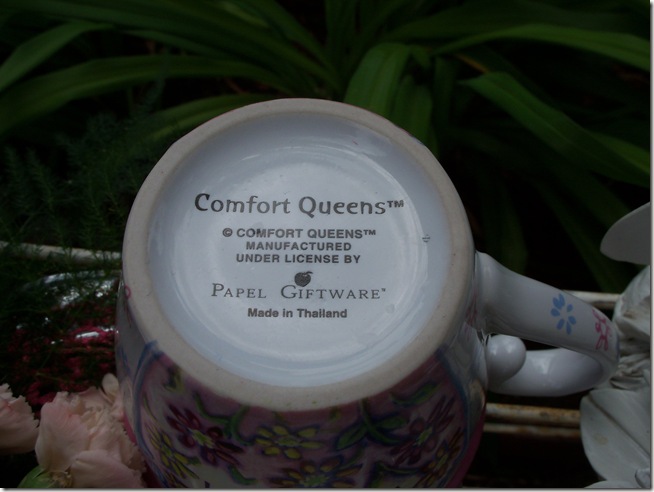 Comfort Queens™
© COMFORT QUEENS™
MANUFACTURED
UNDER LICENSE BY
PAPEL GIFTWARE™
Made in Thailand